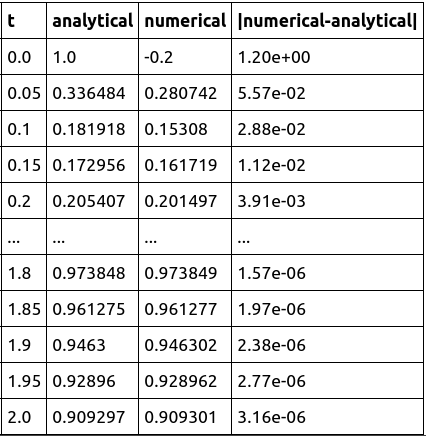 t analytical numerical |numerical-analytical|
0.0 1.0 -0.2 1.20e+00
0.05 0.336484 0.280742 5.57e-02
0.1 0.181918 0.15308 2.88e-02
0.15 0.172956 0.161719 1.12e-02
0.2 0.205407 0.201497 3.91e-03
... ... ... ...
1.8 0.973848 0.973849 1.57e-06
1.85 0.961275 0.961277 1.97e-06
1.9 0.9463 0.946302 2.38e-06
1.95 0.92896 0.928962 2.77e-06
2.0 0.909297 0.909301 3.16e-06